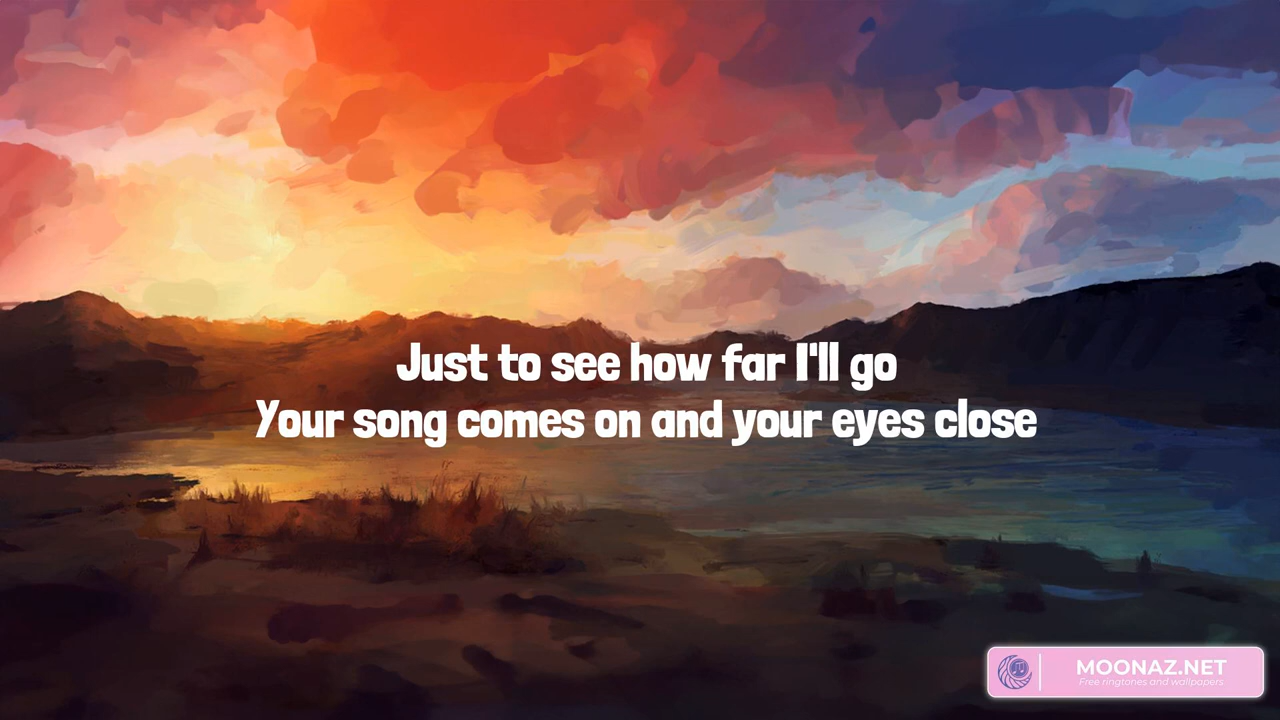 Just to see how far I'll go
Your song comes on and your eyes close
MOONAZ.NET
Free ringtones and wallpapers